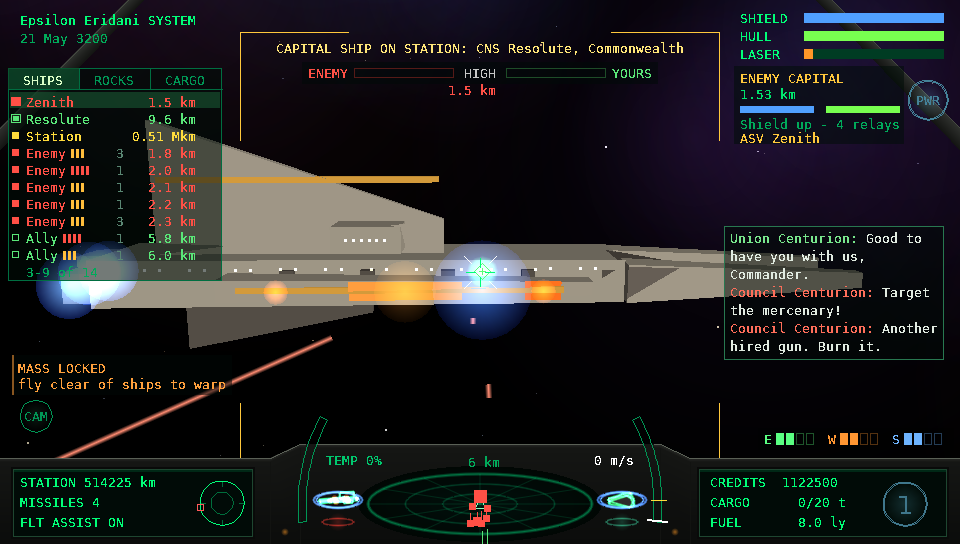 Epsilon Eridani SYSTEM
21 May 3200
SHIPS ROCKS CARGO
Zenith 1.5 km
Resolute 9.6 km
Station 0.51 Mkm
Enemy 3 1.8 km
Enemy 1 2.0 km
Enemy 1 2.1 km
Enemy 1 2.2 km
Enemy 3 2.3 km
Ally 1 5.8 km
Ally 1 6.0 km
3-9 of 14
CAPITAL SHIP ON STATION: CNS Resolute, Commonwealth
ENEMY HIGH YOURS
1.5 km
SHIELD
HULL
LASER
ENEMY CAPITAL
1.53 km
Shield up - 4 relays
ASV Zenith
PWR
Union Centurion: Good to
have you with us,
Commander.
Council Centurion: Target
the mercenary!
Council Centurion: Another
hired gun. Burn it.
MASS LOCKED
fly clear of ships to warp
CAM
E W S
STATION 514225 km
MISSILES 4
FLT ASSIST ON
TEMP 0% 6 km 0 m/s
CREDITS 1122500
CARGO 0/20 t
FUEL 8.0 ly
1